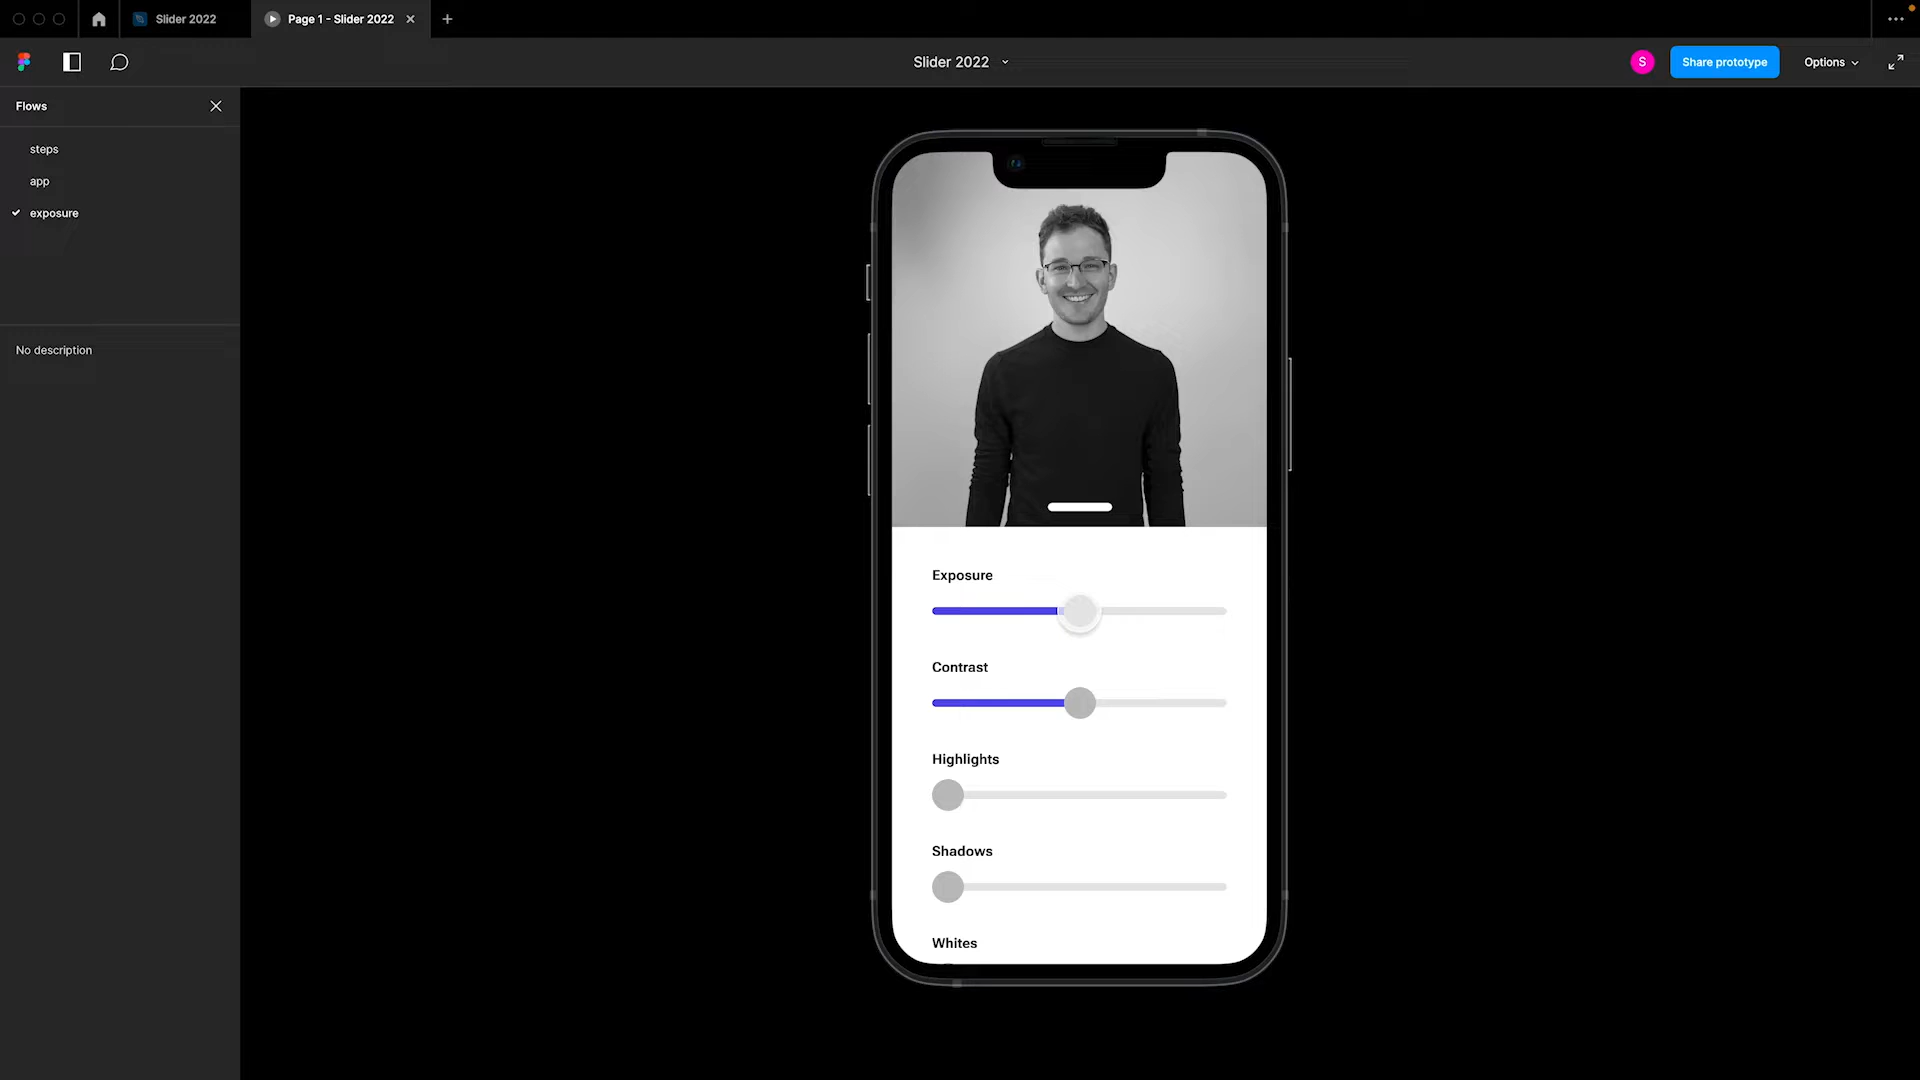 Slider 2022
Page 1 - Slider 2022
Slider 2022
S
Share prototype
Options
Flows
steps
app
exposure
No description
Exposure
Contrast
Highlights
Shadows
Whites